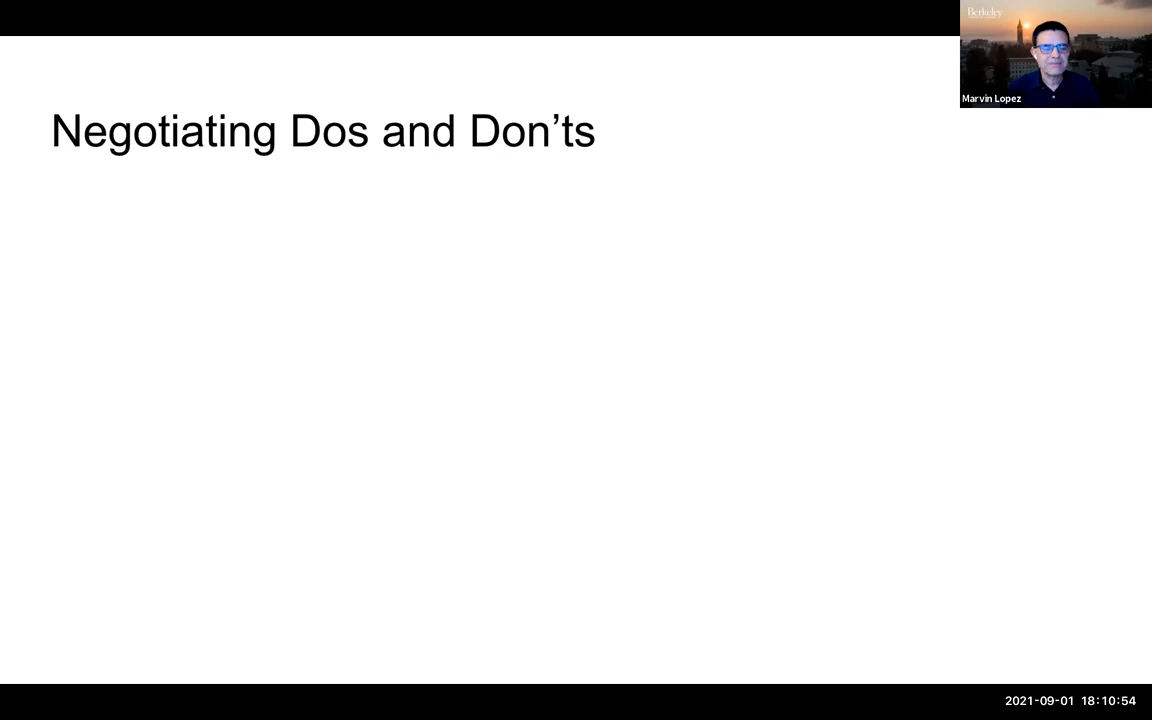 Berkeley
Negotiating Dos and Don’ts
Marvin Lopez
2021-09-01 18:10:54